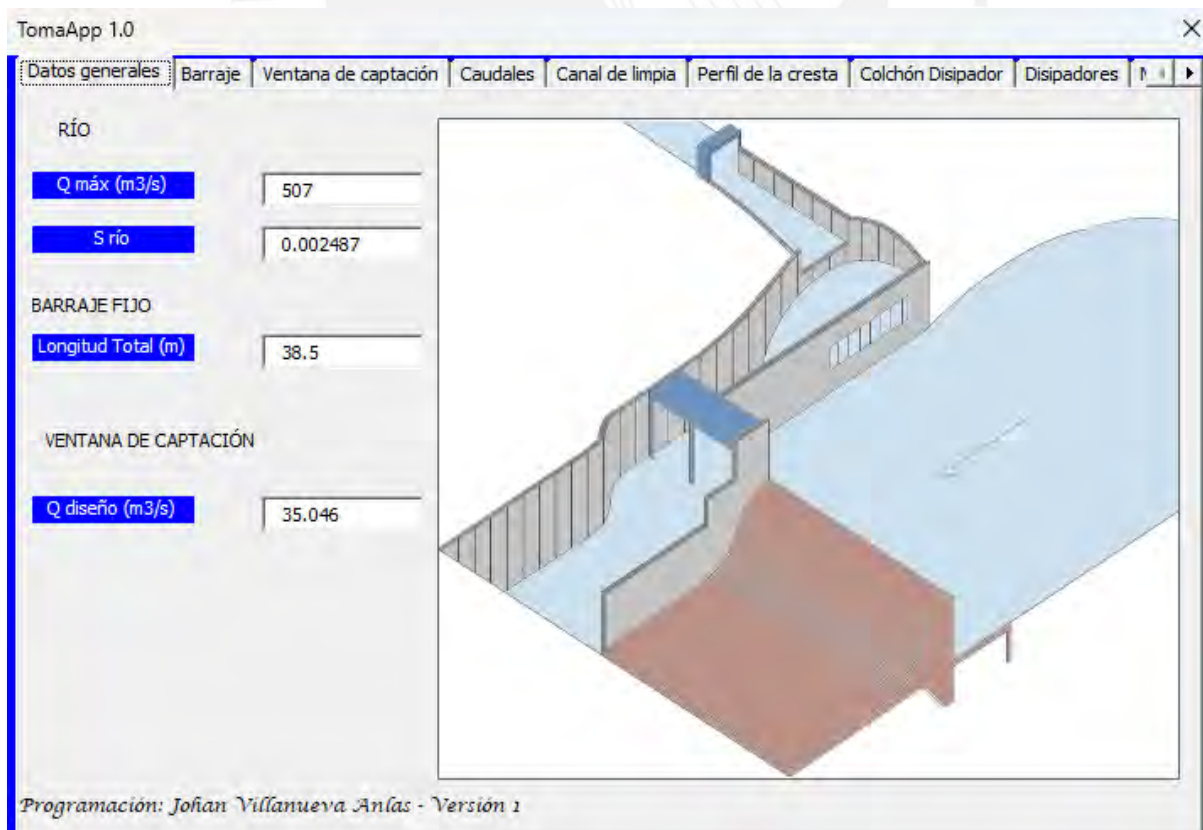 TomaApp 1.0
Datos generales Barraje Ventana de captación Caudales Canal de limpia Perfil de la cresta Colchón Disipador Disipadores
RÍO
Q máx (m3/s) 507
S río 0.002487
BARRAJE FIJO
Longitud Total (m) 38.5
VENTANA DE CAPTACIÓN
Q diseño (m3/s) 35.046
Programación: Johan Villanueva Anlas - Versión 1